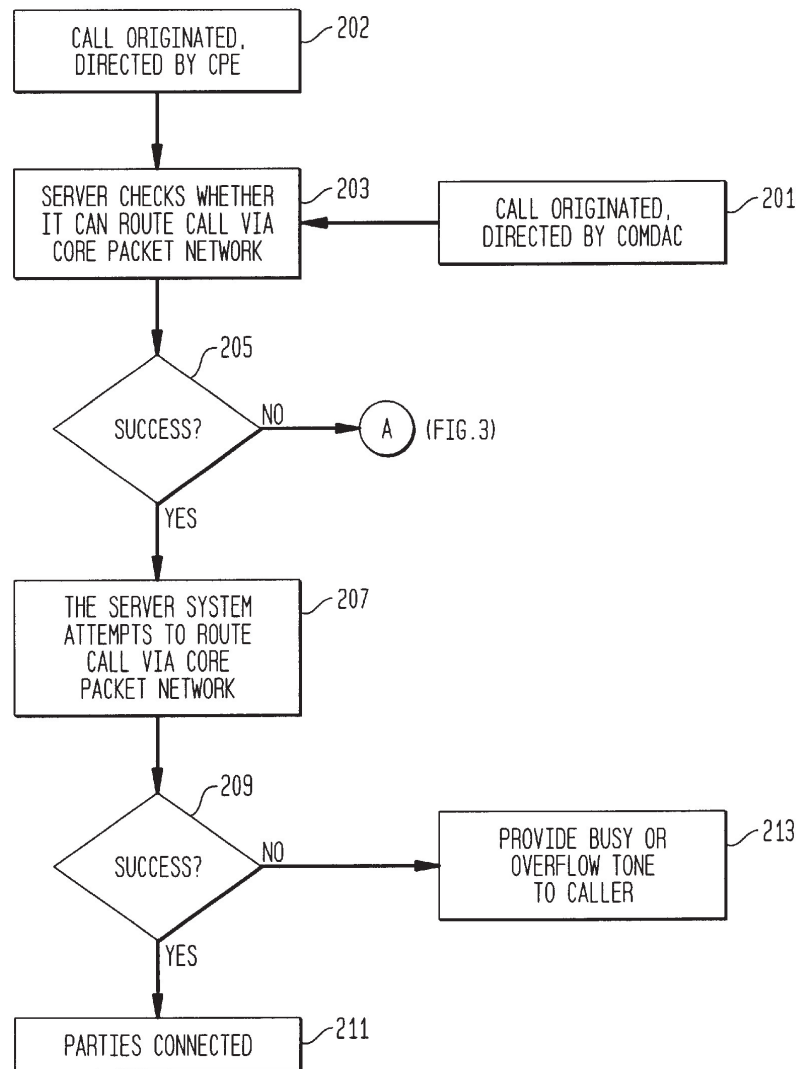 CALL ORIGINATED,
DIRECTED BY CPE
202
SERVER CHECKS WHETHER
IT CAN ROUTE CALL VIA
CORE PACKET NETWORK
203
CALL ORIGINATED,
DIRECTED BY COMDAC
201
205
SUCCESS?
NO
A
(FIG.3)
YES
THE SERVER SYSTEM
ATTEMPTS TO ROUTE
CALL VIA CORE
PACKET NETWORK
207
209
SUCCESS?
NO
PROVIDE BUSY OR
OVERFLOW TONE
TO CALLER
213
YES
PARTIES CONNECTED
211